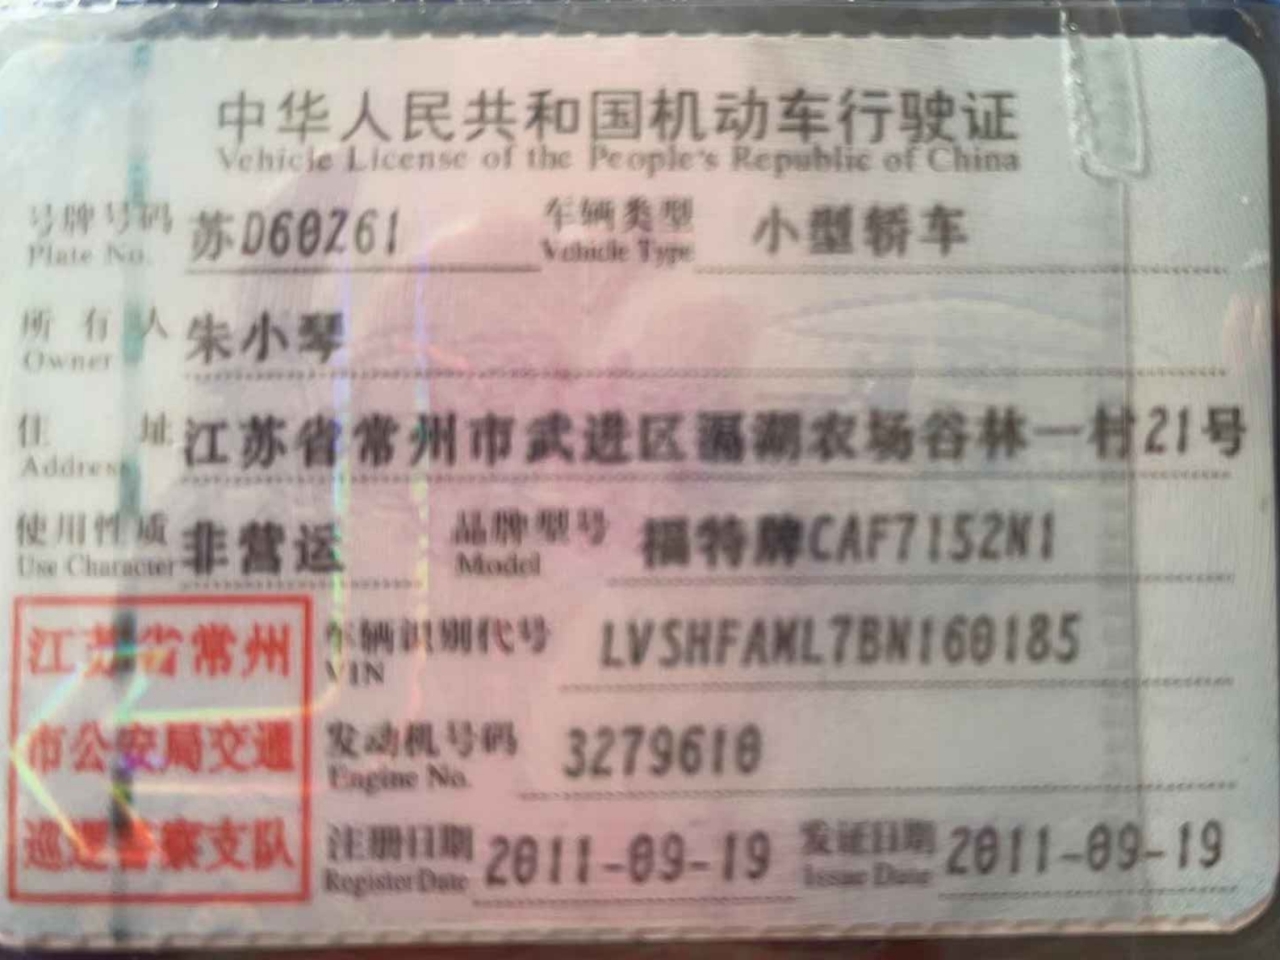 中华人民共和国机动车行驶证
Vehicle License of the People's Republic of China
号牌号码 苏D60Z61 车辆类型 小型轿车
Plate No. Vehicle Type
所有人 朱小琴
Owner
住址 江苏省常州市武进区滆湖农场谷林一村21号
Address
使用性质 非营运 品牌型号 福特牌CAF7152N1
Use Character Model
车辆识别代号 LVSHFAML7BN160185
VIN
发动机号码 3279610
Engine No.
注册日期 2011-09-19 发证日期 2011-09-19
Register Date Issue Date
江苏省常州
市公安局交通
巡逻警察支队